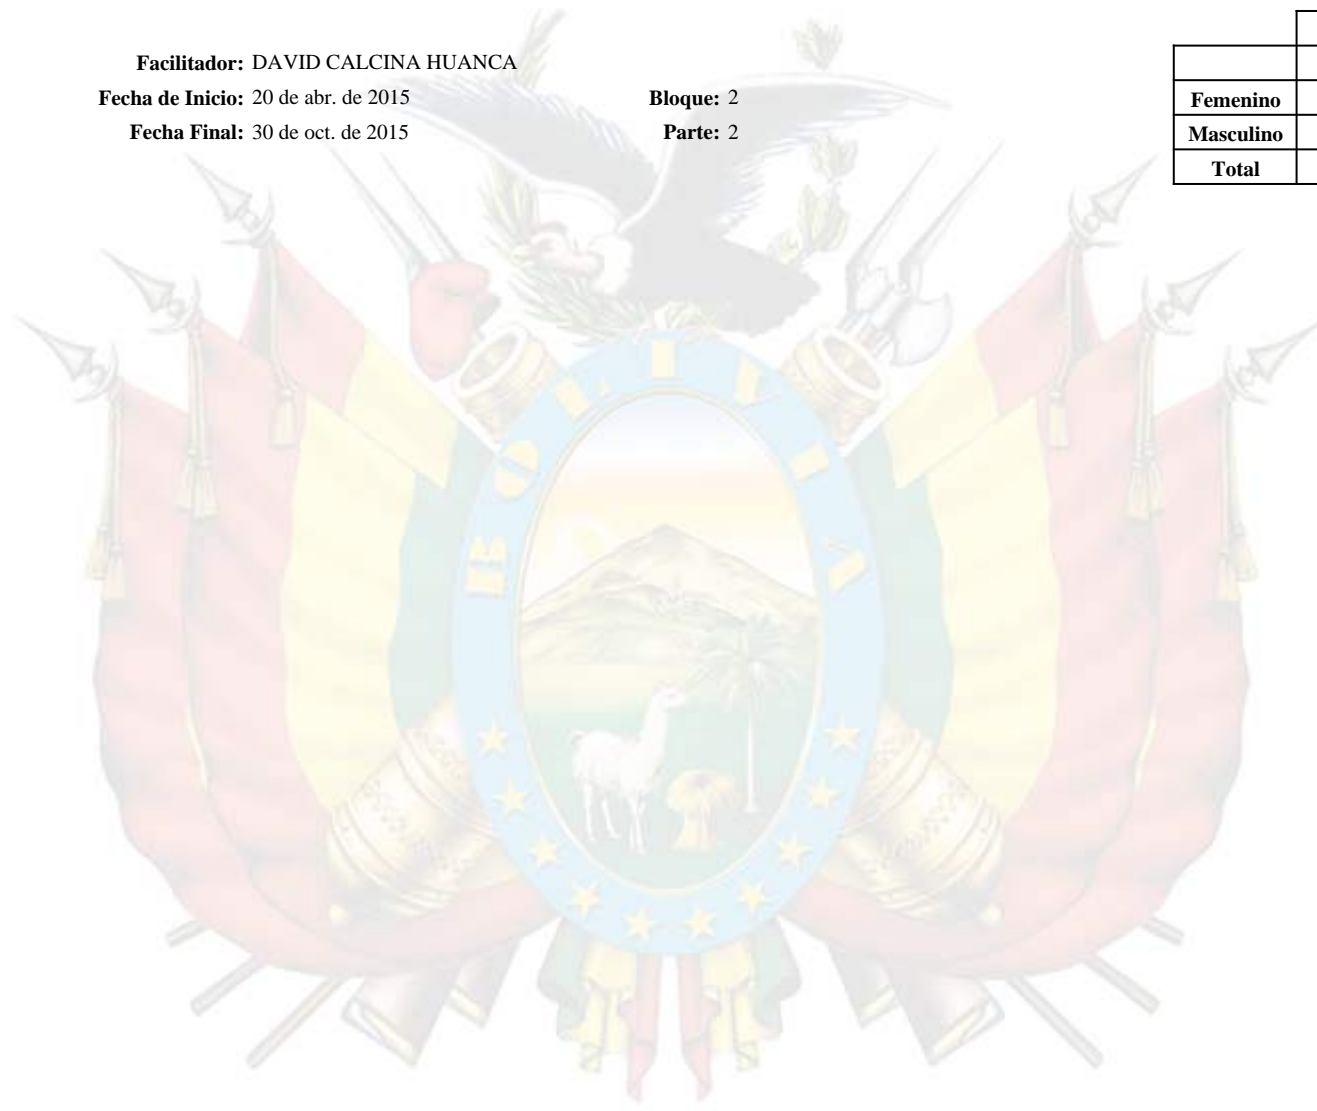 Facilitador: DAVID CALCINA HUANCA
Fecha de Inicio: 20 de abr. de 2015 Bloque: 2
Fecha Final: 30 de oct. de 2015 Parte: 2
Femenino
Masculino
Total
BOLIVIA